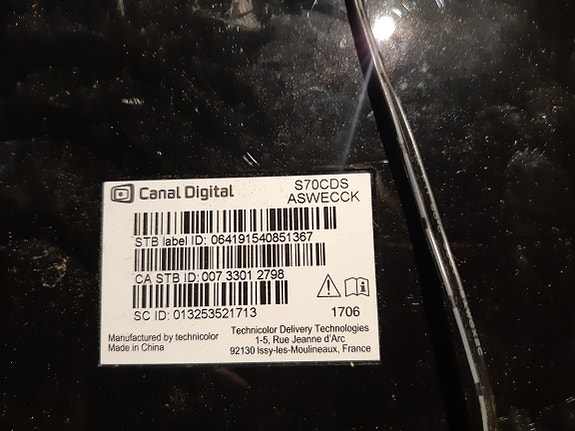 Canal Digital
S70CDS
ASWECCK
STB label ID: 064191540851367
CA STB ID: 007 3301 2798
SC ID: 013253521713
1706
Manufactured by technicolor
Made in China
Technicolor Delivery Technologies
1-5, Rue Jeanne d'Arc
92130 Issy-les-Moulineaux, France